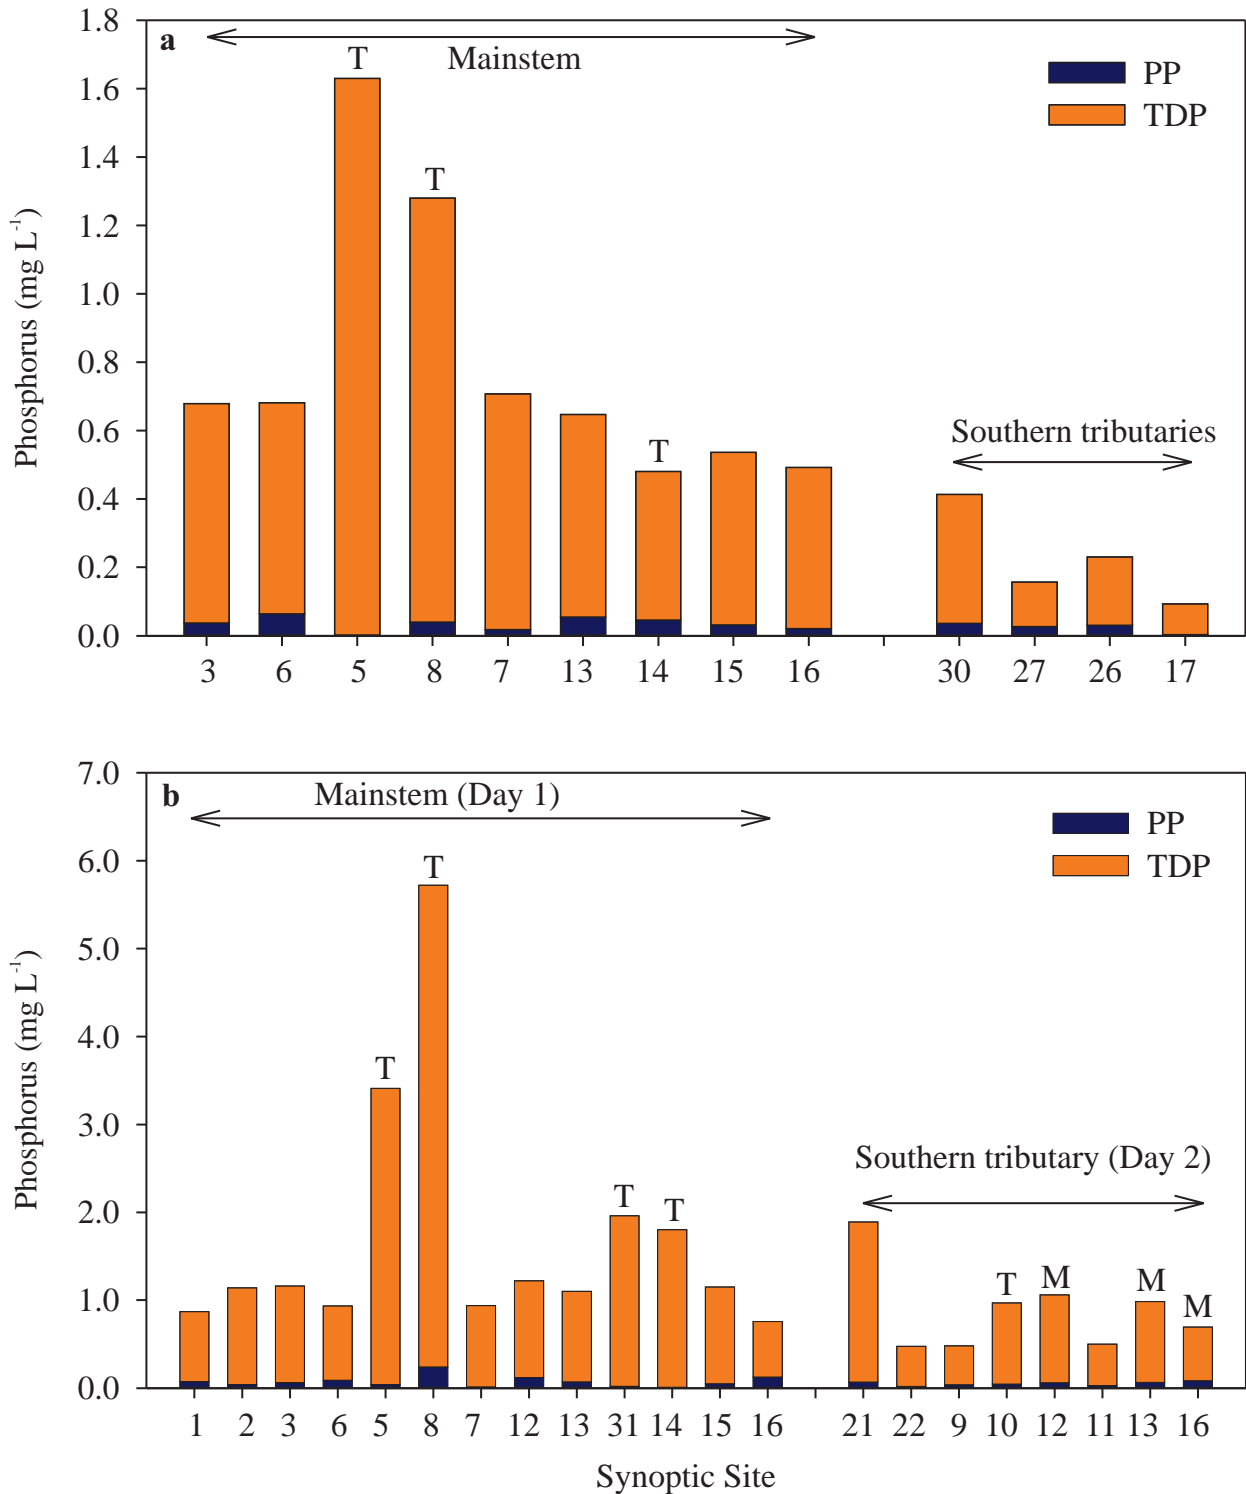 a
Mainstem
PP
TDP
T
T
T
Southern tributaries
Phosphorus (mg L⁻¹)
1.8
1.6
1.4
1.2
1.0
0.8
0.6
0.4
0.2
0.0
3 6 5 8 7 13 14 15 16 30 27 26 17
b
Mainstem (Day 1)
PP
TDP
T
T
T T
Southern tributary (Day 2)
T M M M
Phosphorus (mg L⁻¹)
7.0
6.0
5.0
4.0
3.0
2.0
1.0
0.0
1 2 3 6 5 8 7 12 13 31 14 15 16 21 22 9 10 12 11 13 16
Synoptic Site